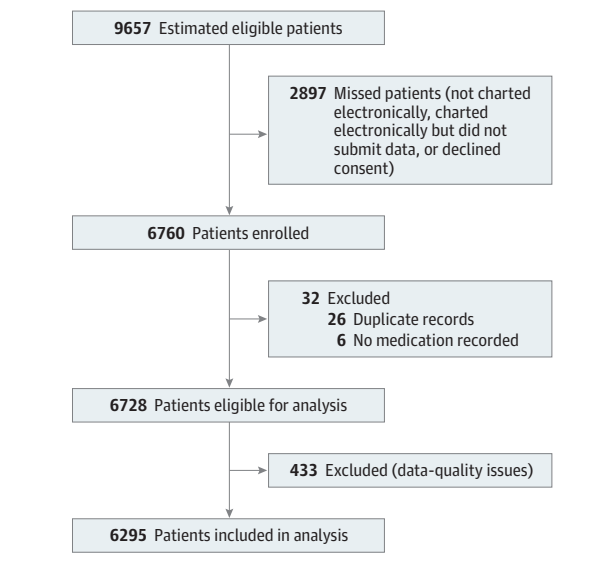 9657 Estimated eligible patients
2897 Missed patients (not charted
electronically, charted
electronically but did not
submit data, or declined
consent)
6760 Patients enrolled
32 Excluded
26 Duplicate records
6 No medication recorded
6728 Patients eligible for analysis
433 Excluded (data-quality issues)
6295 Patients included in analysis